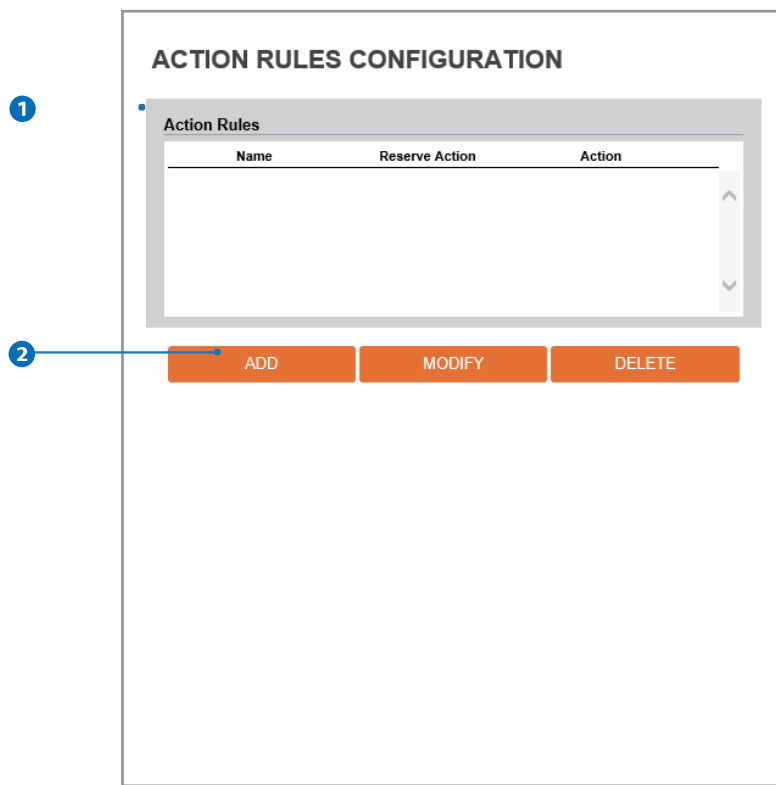 ACTION RULES CONFIGURATION
1
Action Rules
Name Reserve Action Action
2
ADD MODIFY DELETE